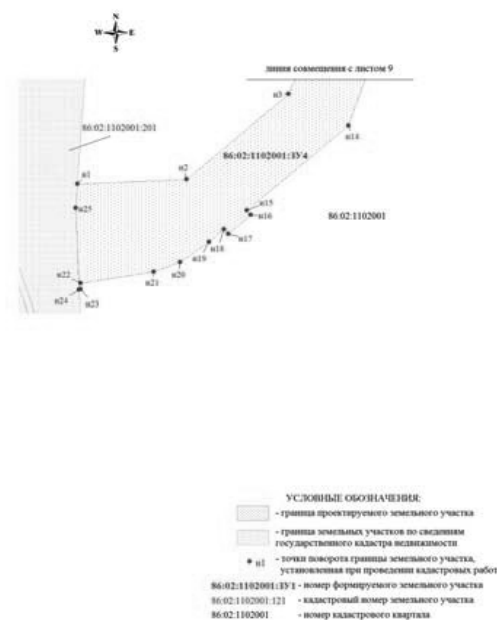 N
W E
S
линия совмещения с листом 9
н3
86:02:1102001:201
н14
86:02:1102001:ЗУ4
н2
н1
н15
н16
86:02:1102001
н25
н17
н18
н19
н20
н21
н22
н24 н23
УСЛОВНЫЕ ОБОЗНАЧЕНИЯ:
- граница проектируемого земельного участка
- граница земельных участков по сведениям
государственного кадастра недвижимости
н1 - точки поворота границы земельного участка,
установленная при проведении кадастровых работ
86:02:1102001:ЗУ1 - номер формируемого земельного участка
86:02:1102001:121 - кадастровый номер земельного участка
86:02:1102001 - номер кадастрового квартала